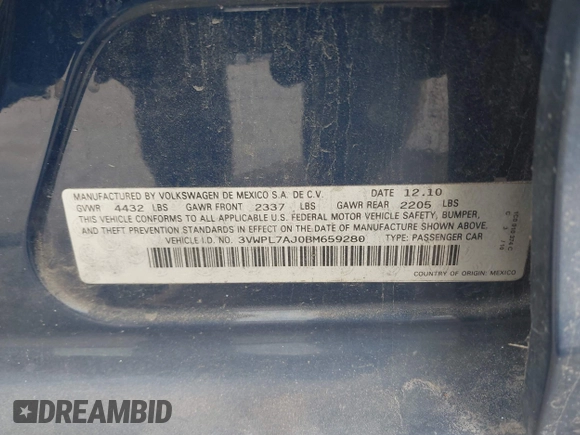 MANUFACTURED BY VOLKSWAGEN DE MEXICO S.A. DE C.V. DATE 12.10
GVWR 4432 LBS GAWR FRONT 2337 LBS GAWR REAR 2205 LBS
THIS VEHICLE CONFORMS TO ALL APPLICABLE U.S. FEDERAL MOTOR VEHICLE SAFETY, BUMPER,
AND THEFT PREVENTION STANDARDS IN EFFECT ON THE DATE OF MANUFACTURE SHOWN ABOVE.
VEHICLE I.D. NO. 3VWPL7AJ0BM659280 TYPE: PASSENGER CAR
COUNTRY OF ORIGIN: MEXICO
DREAMBID